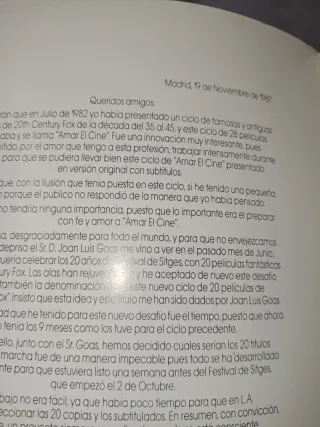 Madrid, 19 de Noviembre de 1987
Queridos amigos:
rán que en Julio de 1982 yo había presentado un ciclo de famosas y antiguas
s de 20th Century Fox de la década del 35 al 45, y este ciclo de 28 películas
aba y se llama "Amar El Cine". Fue una innovación muy interesante, pues
itido, por el amor que tengo a esta profesión, trabajar intensamente durante
para que se pudiera llevar bien este ciclo de "Amar El Cine" presentado
en versión original con subtítulos.
que, con la ilusión que tenia puesta en este ciclo, si he tenido una pequeña
n porque el publico no respondió de la manera que yo había pensado.
no tendría ninguna importancia, puesto que lo importante era el preparar
con fe y amor a "Amar El Cine".
sa, desgraciadamente para todo el mundo, y para que no envejezcamos
deprisa el Sr. D. Joan Luis Goas, me vino a ver en el pasado mes de Junio,
quería celebrar los 20 años del Festival de Sitges, con 20 películas fantásticas
ury Fox. Las alas han rejuve y he aceptado de nuevo este desafío
también la denominación este nuevo ciclo de 20 películas de
ox" insisto que esta idea y es título me han sido dados por Joan Luis Goas.
ad que he tenido para este nuevo desafío fue el tiempo, puesto que ahora
o tenia los 9 meses como los tuve para el ciclo precedente.
ello, junto con el Sr. Goas, hemos decidido cuales serían los 20 títulos
marcha fue de una manera impecable pues todo se ha desarrollado
mente para que estuviera listo una semana antes del Festival de Sitges,
que empezó el 2 de Octubre.
abajo no era fácil, ya que había poco tiempo para que en L.A.
eccionar las 20 copias y los subtitulados. En resumen, con convicción,